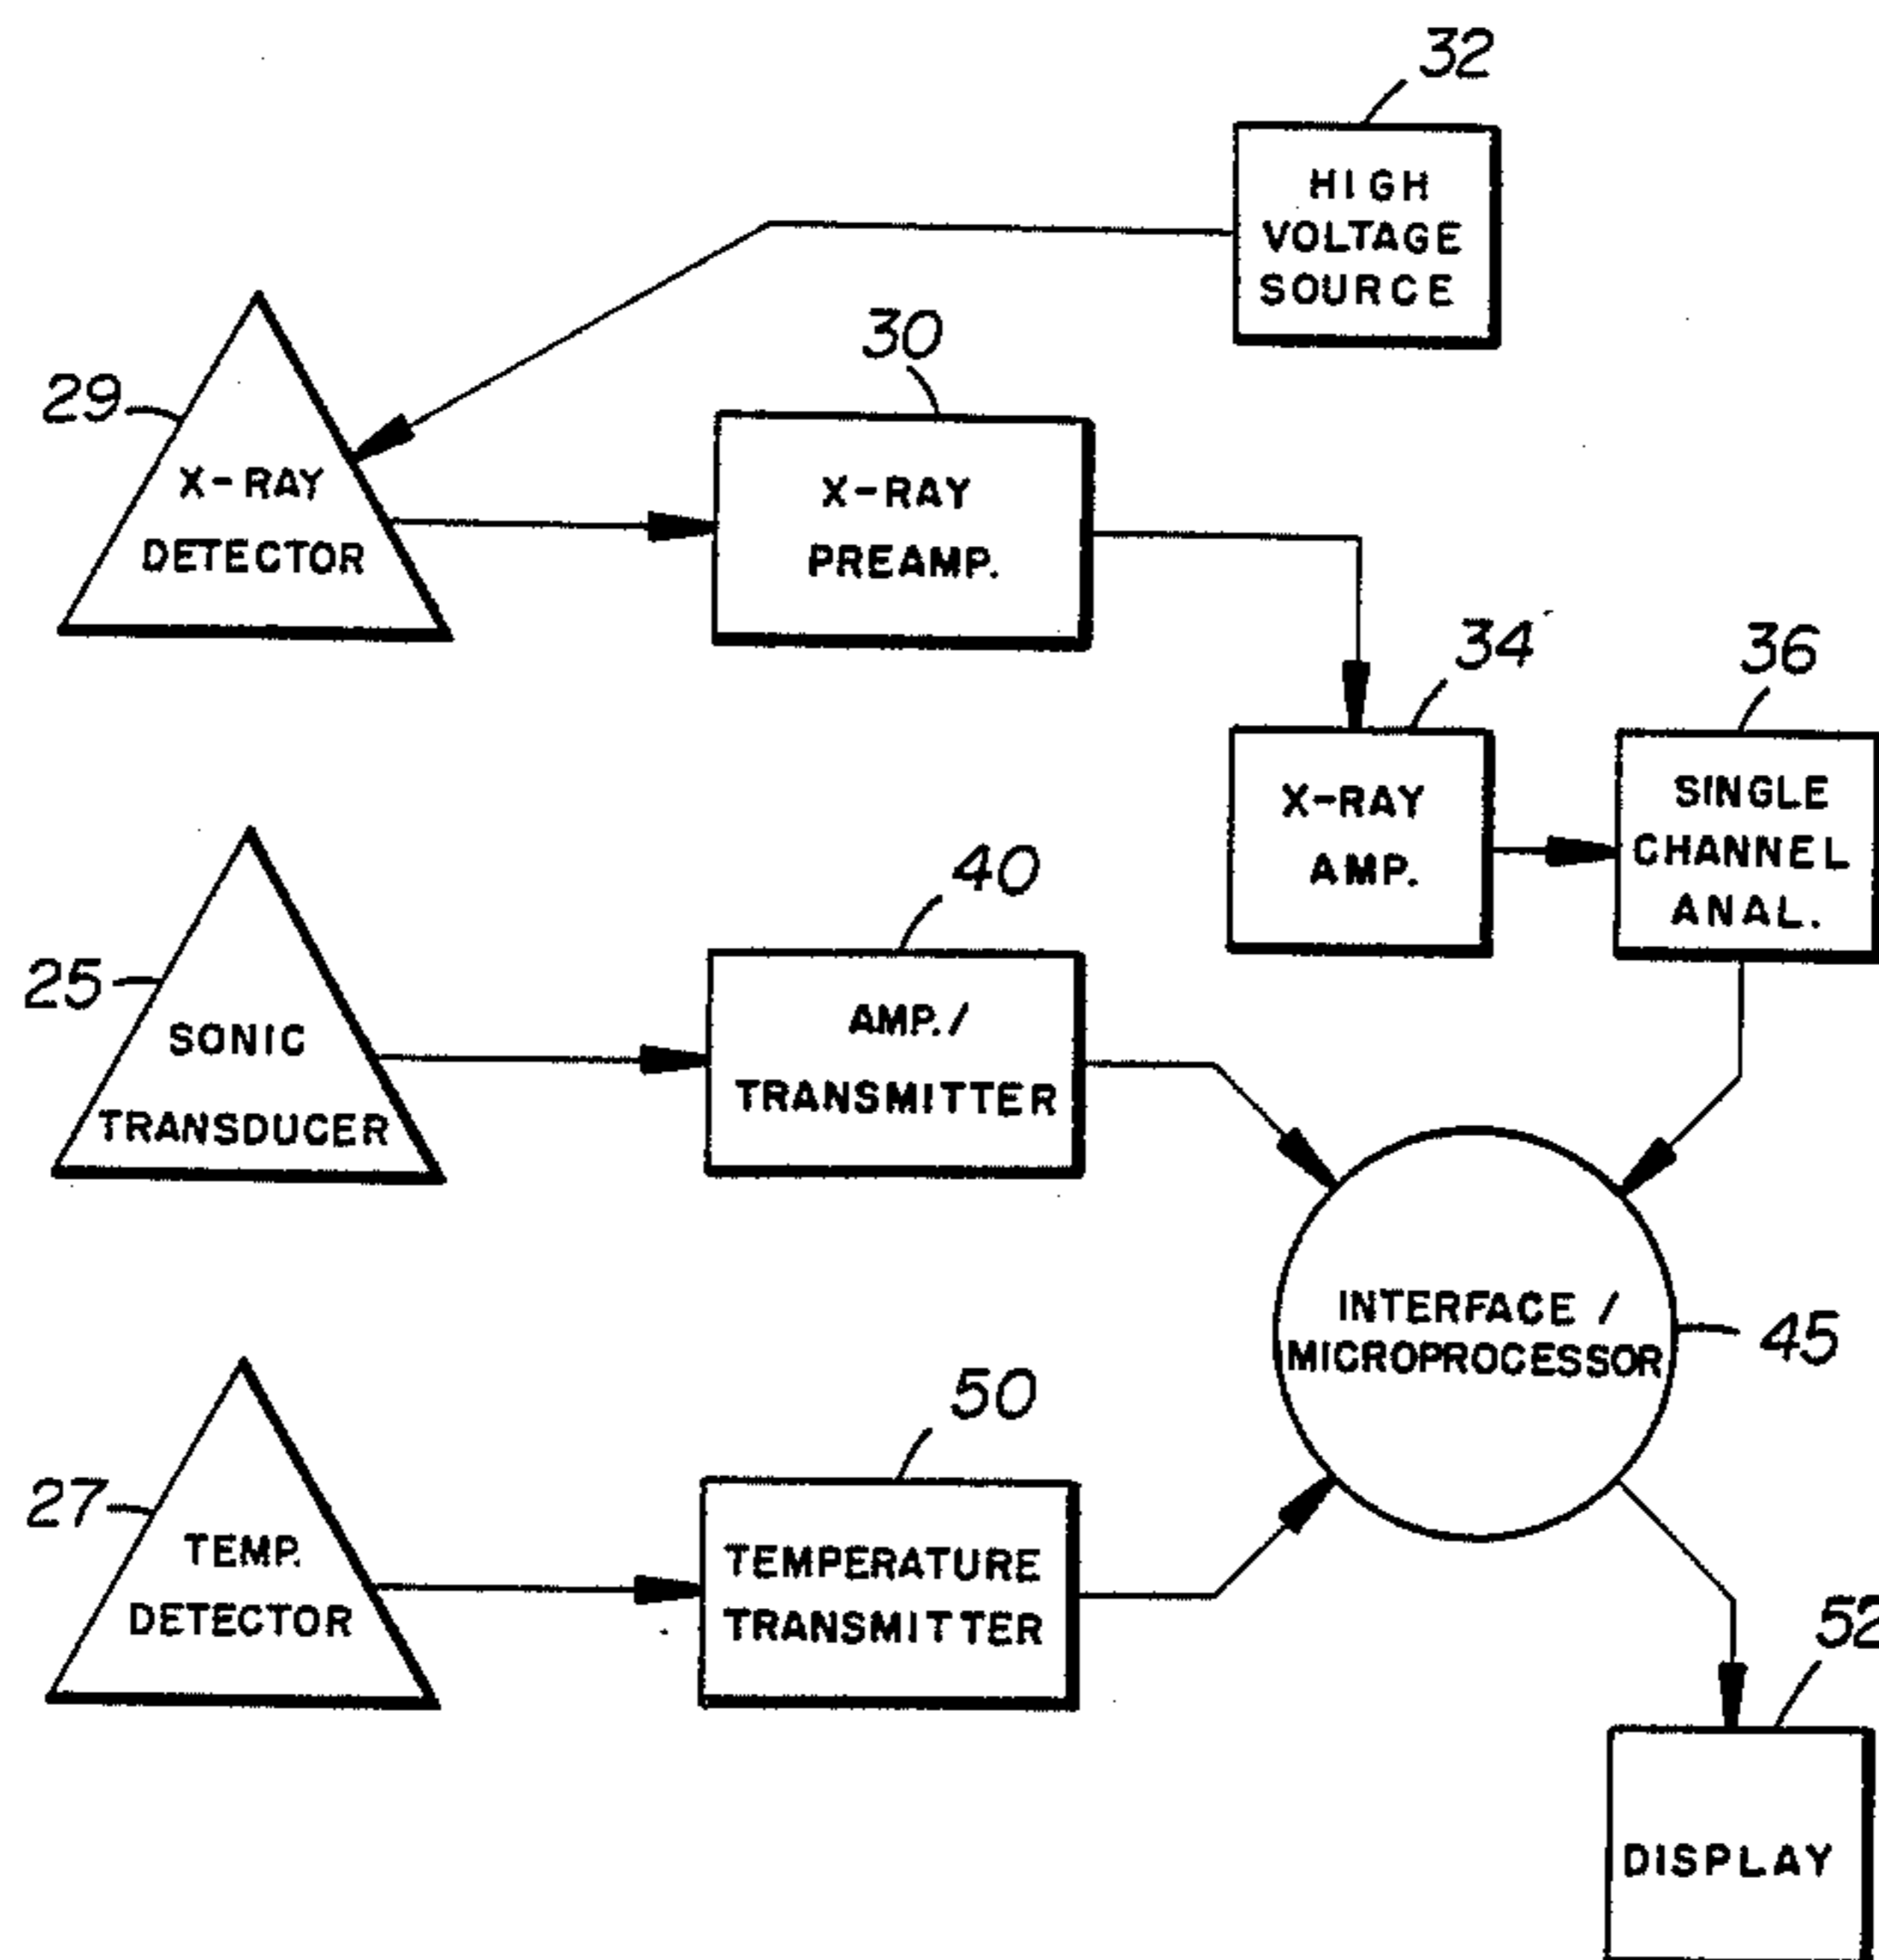 32
HIGH
VOLTAGE
SOURCE
30
29
X-RAY
DETECTOR
X-RAY
PREAMP.
34
36
X-RAY
AMP.
SINGLE
CHANNEL
ANAL.
40
25
SONIC
TRANSDUCER
AMP./
TRANSMITTER
INTERFACE /
MICROPROCESSOR
45
50
27
TEMP.
DETECTOR
TEMPERATURE
TRANSMITTER
52
DISPLAY